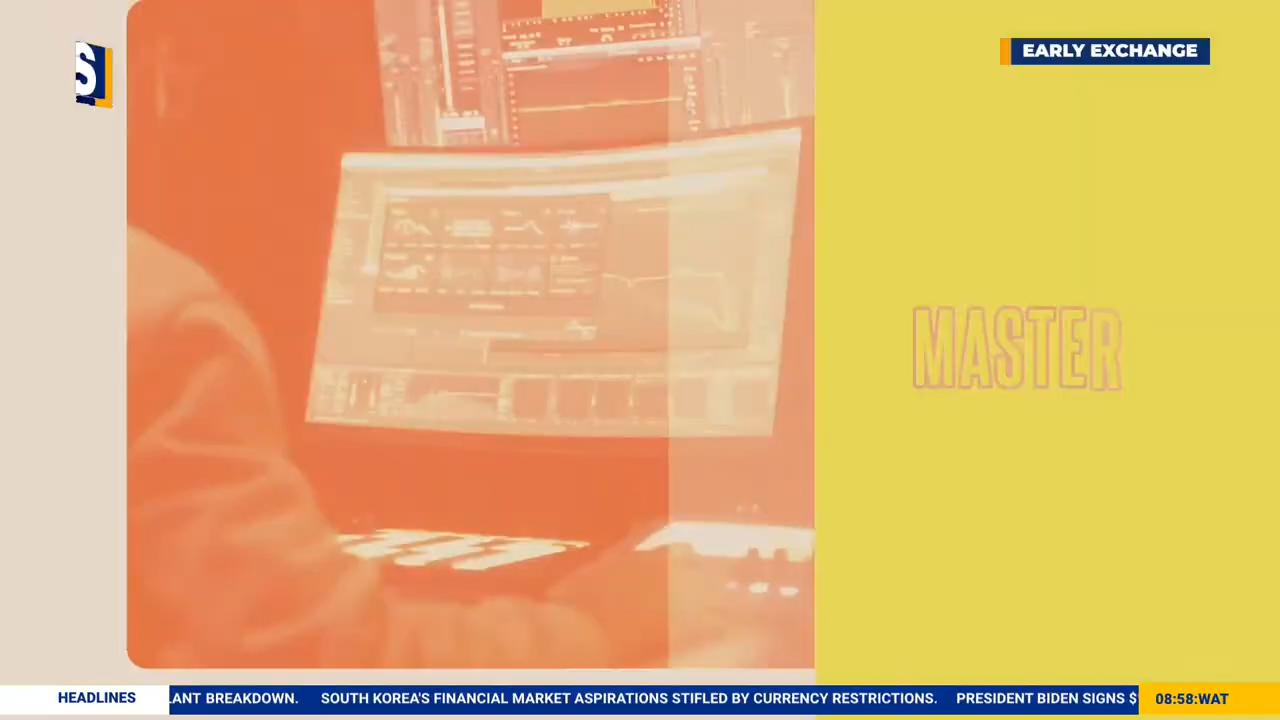 S
EARLY EXCHANGE
MASTER
HEADLINES
LANT BREAKDOWN. SOUTH KOREA'S FINANCIAL MARKET ASPIRATIONS STIFLED BY CURRENCY RESTRICTIONS. PRESIDENT BIDEN SIGNS $
08:58:WAT